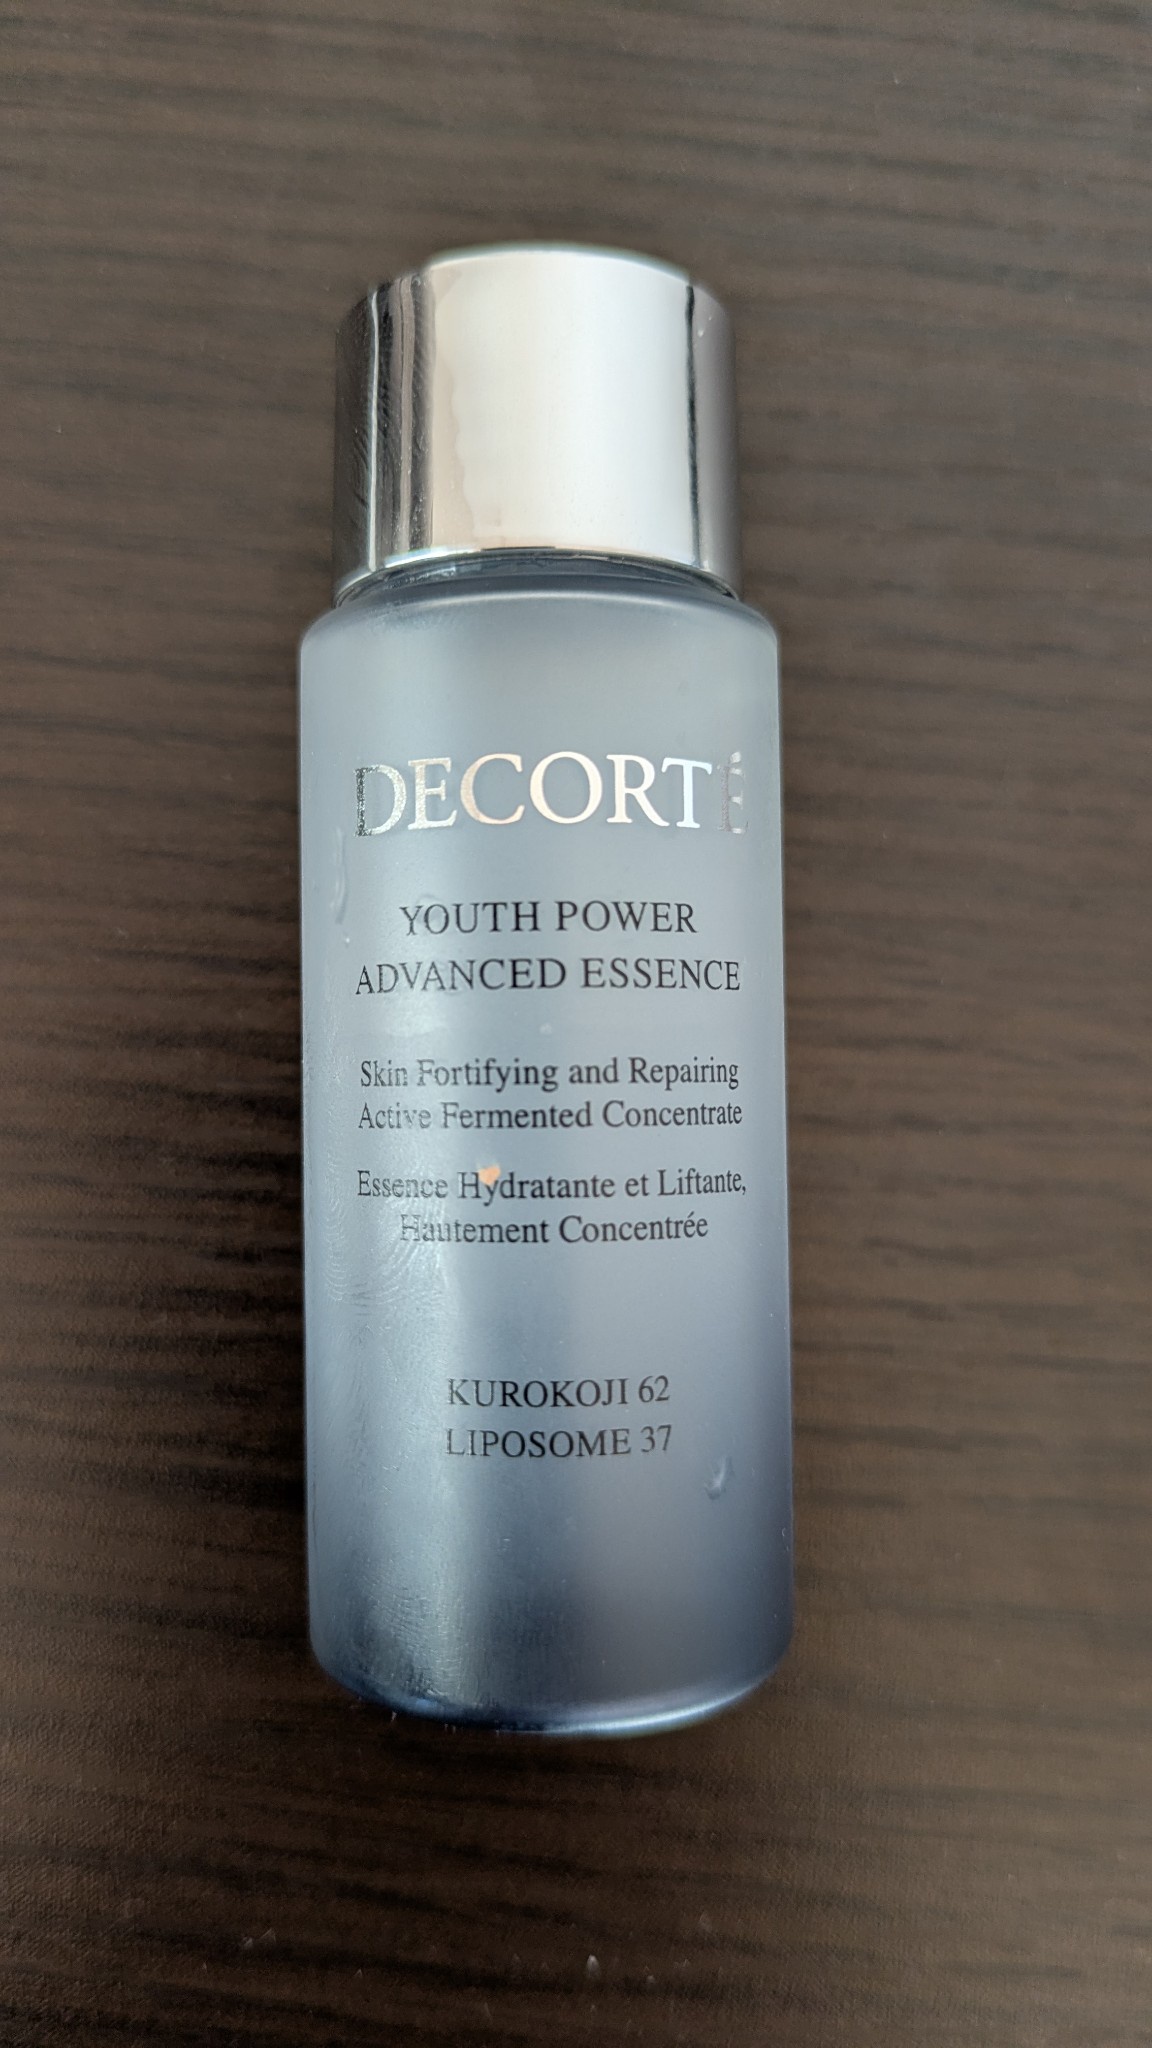 DECORTÉ
YOUTH POWER
ADVANCED ESSENCE
Skin Fortifying and Repairing
Active Fermented Concentrate
Essence Hydratante et Liftante,
Hautement Concentrée
KUROKOJI 62
LIPOSOME 37